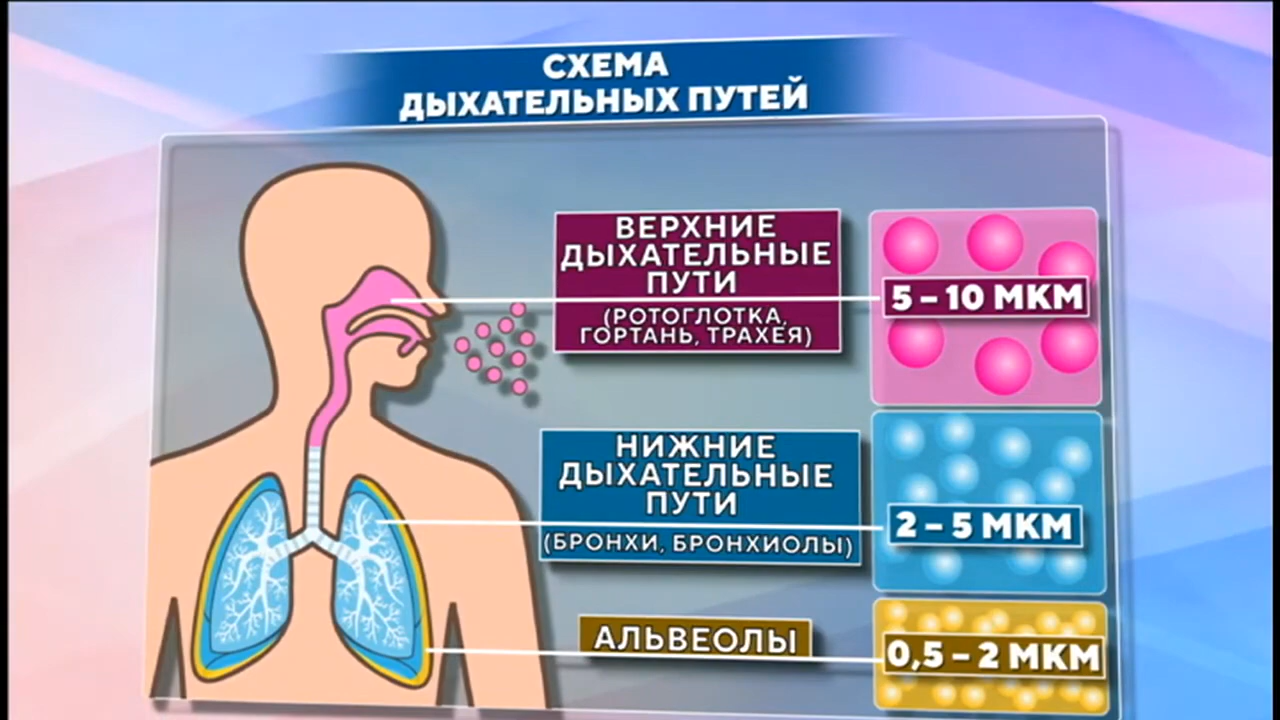 СХЕМА
ДЫХАТЕЛЬНЫХ ПУТЕЙ
ВЕРХНИЕ
ДЫХАТЕЛЬНЫЕ
ПУТИ
(РОТОГЛОТКА,
ГОРТАНЬ, ТРАХЕЯ)
5 – 10 МКМ
НИЖНИЕ
ДЫХАТЕЛЬНЫЕ
ПУТИ
(БРОНХИ, БРОНХИОЛЫ)
2 – 5 МКМ
АЛЬВЕОЛЫ
0,5 – 2 МКМ